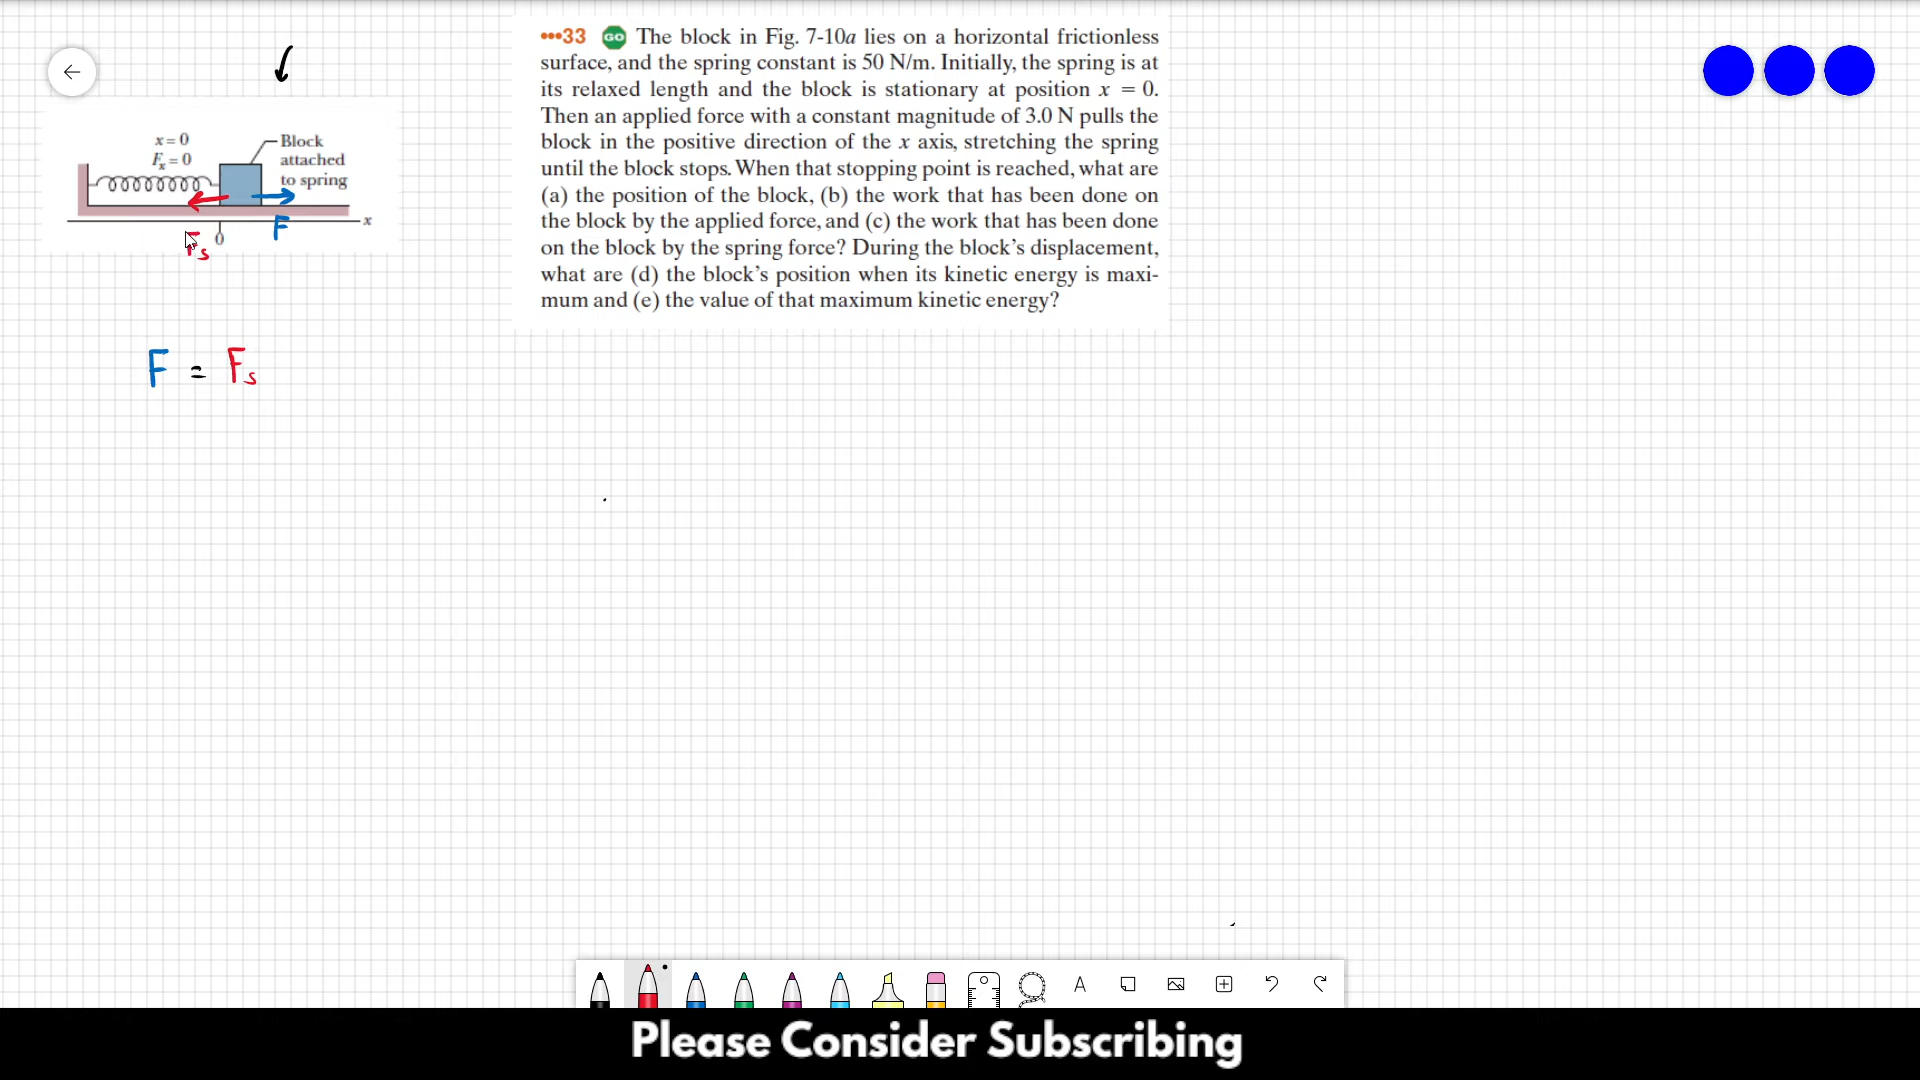 •••33 GO The block in Fig. 7-10a lies on a horizontal frictionless
surface, and the spring constant is 50 N/m. Initially, the spring is at
its relaxed length and the block is stationary at position x = 0.
Then an applied force with a constant magnitude of 3.0 N pulls the
block in the positive direction of the x axis, stretching the spring
until the block stops. When that stopping point is reached, what are
(a) the position of the block, (b) the work that has been done on
the block by the applied force, and (c) the work that has been done
on the block by the spring force? During the block's displacement,
what are (d) the block's position when its kinetic energy is maxi-
mum and (e) the value of that maximum kinetic energy?
x = 0
Fx = 0
Block
attached
to spring
x
0
F
Fs
F = Fs
A
Please Consider Subscribing